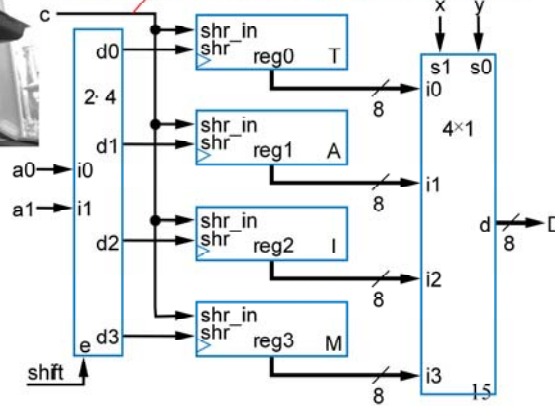 x y
c
shr_in
shr
reg0 T
d0
s1 s0
i0
8
2· 4
4×1
shr_in
shr
reg1 A
d1
a0 i0
i1
8
a1 i1
shr_in
shr
reg2 I
d2
d D
8
i2
8
shr_in
shr
reg3 M
d3
e
shift
i3
8
15